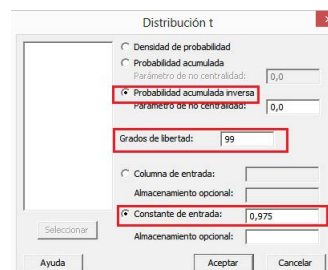 Distribución t
Densidad de probabilidad
Probabilidad acumulada
Parámetro de no centralidad: 0,0
Probabilidad acumulada inversa
Parámetro de no centralidad: 0,0
Grados de libertad: 99
Columna de entrada:
Almacenamiento opcional:
Constante de entrada: 0,975
Almacenamiento opcional:
Seleccionar
Ayuda Aceptar Cancelar